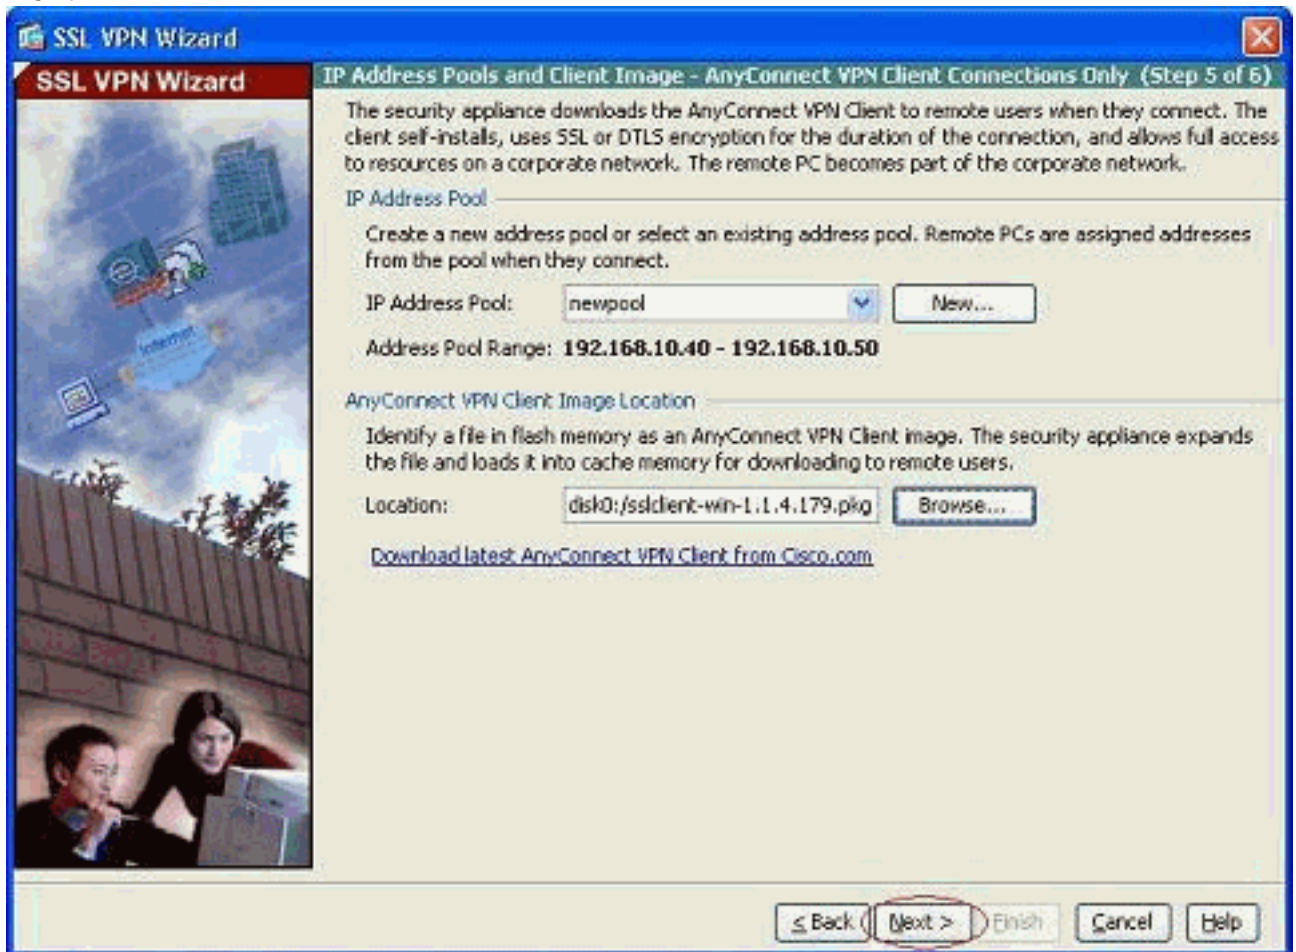 SSL VPN Wizard
SSL VPN Wizard
IP Address Pools and Client Image - AnyConnect VPN Client Connections Only (Step 5 of 6)
The security appliance downloads the AnyConnect VPN Client to remote users when they connect. The
client self-installs, uses SSL or DTLS encryption for the duration of the connection, and allows full access
to resources on a corporate network. The remote PC becomes part of the corporate network.
IP Address Pool
Create a new address pool or select an existing address pool. Remote PCs are assigned addresses
from the pool when they connect.
IP Address Pool: newpool New...
Address Pool Range: 192.168.10.40 - 192.168.10.50
Internet
AnyConnect VPN Client Image Location
Identify a file in flash memory as an AnyConnect VPN Client image. The security appliance expands
the file and loads it into cache memory for downloading to remote users.
Location: disk0:/sslclient-win-1.1.4.179.pkg Browse...
Download latest AnyConnect VPN Client from Cisco.com
< Back Next > Finish Cancel Help